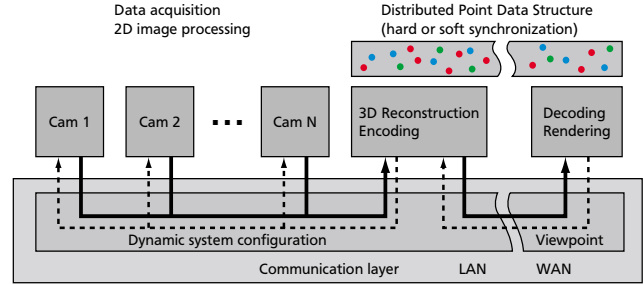 Data acquisition
2D image processing
Distributed Point Data Structure
(hard or soft synchronization)
Cam 1
Cam 2
Cam N
3D Reconstruction
Encoding
Decoding
Rendering
Dynamic system configuration
Viewpoint
Communication layer
LAN
WAN